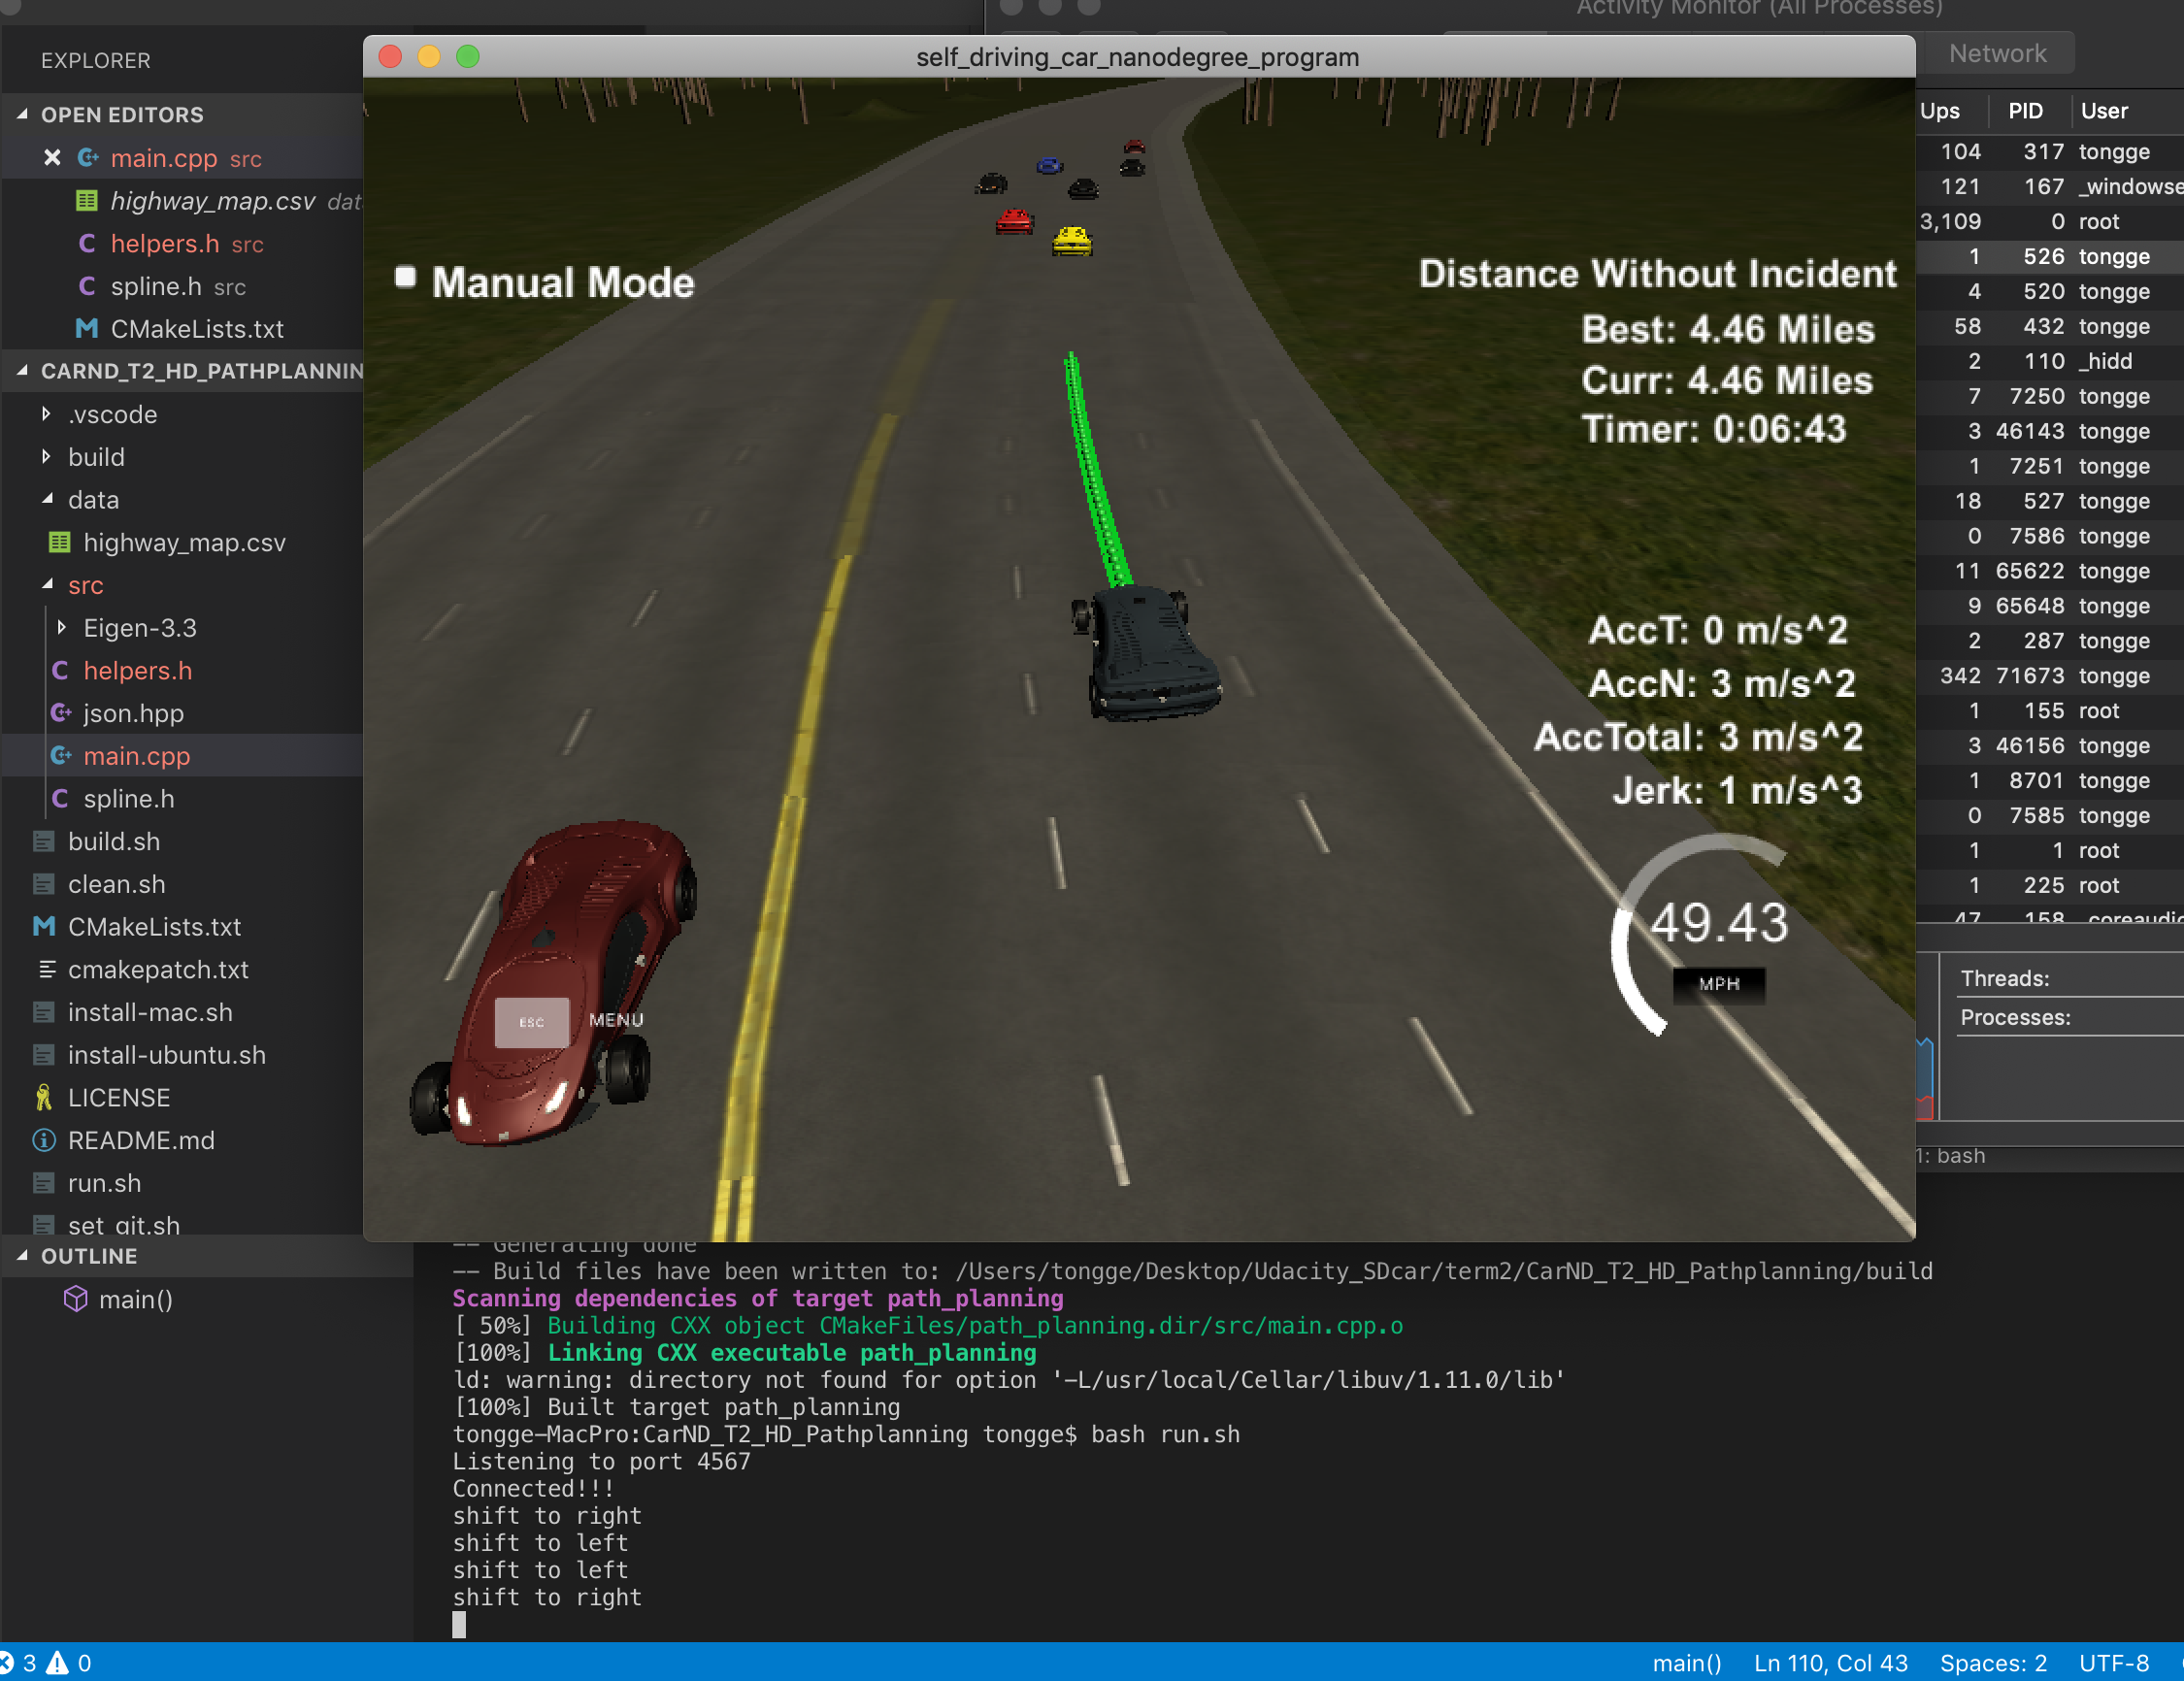 Activity Monitor (All Processes)
EXPLORER
OPEN EDITORS
main.cpp src
highway_map.csv
helpers.h src
spline.h src
CMakeLists.txt
CARND_T2_HD_PATHPLANNIN
.vscode
build
data
highway_map.csv
src
Eigen-3.3
helpers.h
json.hpp
main.cpp
spline.h
build.sh
clean.sh
CMakeLists.txt
cmakepatch.txt
install-mac.sh
install-ubuntu.sh
LICENSE
README.md
run.sh
set_git.sh
OUTLINE
main()
self_driving_car_nanodegree_program
Manual Mode
Distance Without Incident
Best: 4.46 Miles
Curr: 4.46 Miles
Timer: 0:06:43
AccT: 0 m/s^2
AccN: 3 m/s^2
AccTotal: 3 m/s^2
Jerk: 1 m/s^3
49.43
MPH
ESC MENU
Network
Ups PID User
104 317 tongge
121 167 _windowse
3,109 0 root
1 526 tongge
4 520 tongge
58 432 tongge
2 110 _hidd
7 7250 tongge
3 46143 tongge
1 7251 tongge
18 527 tongge
0 7586 tongge
11 65622 tongge
9 65648 tongge
2 287 tongge
342 71673 tongge
1 155 root
3 46156 tongge
1 8701 tongge
0 7585 tongge
1 1 root
1 225 root
47 158 _coreaudio
Threads:
Processes:
1: bash
-- Generating done
-- Build files have been written to: /Users/tongge/Desktop/Udacity_SDcar/term2/CarND_T2_HD_Pathplanning/build
Scanning dependencies of target path_planning
[ 50%] Building CXX object CMakeFiles/path_planning.dir/src/main.cpp.o
[100%] Linking CXX executable path_planning
ld: warning: directory not found for option '-L/usr/local/Cellar/libuv/1.11.0/lib'
[100%] Built target path_planning
tongge-MacPro:CarND_T2_HD_Pathplanning tongge$ bash run.sh
Listening to port 4567
Connected!!!
shift to right
shift to left
shift to left
shift to right
3 0
main() Ln 110, Col 43 Spaces: 2 UTF-8